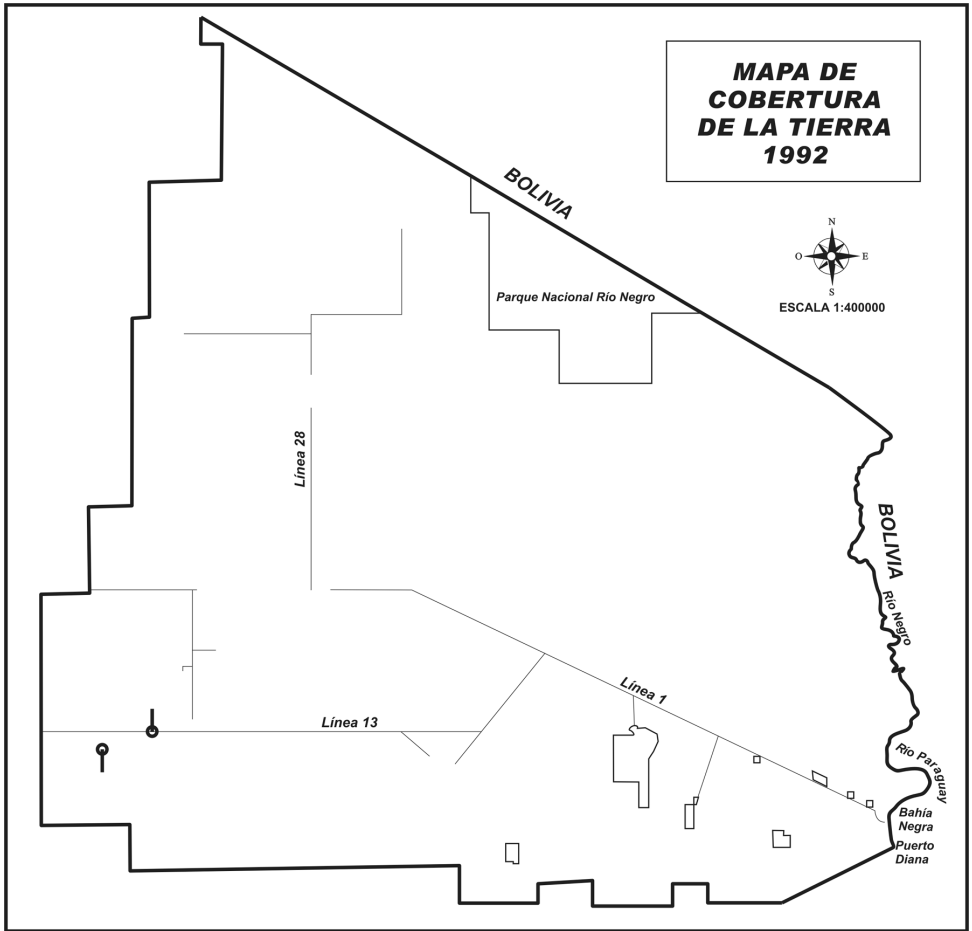 MAPA DE
COBERTURA
DE LA TIERRA
1992
BOLIVIA
N
O
E
S
ESCALA 1:400000
Parque Nacional Río Negro
Línea 28
BOLIVIA
Río Negro
Línea 1
Línea 13
Río Paraguay
Bahía
Negra
Puerto
Diana